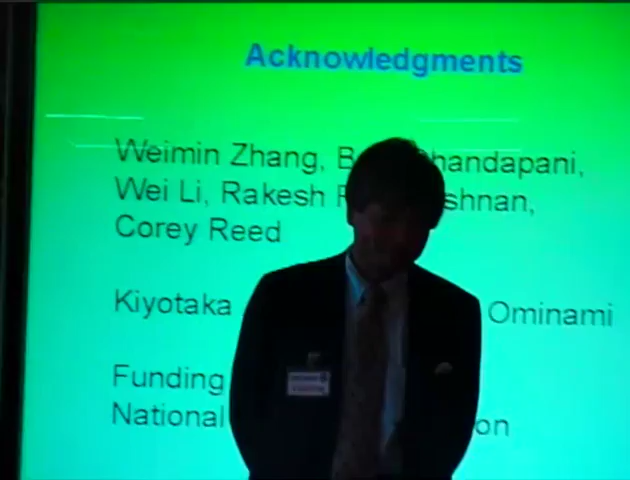 Acknowledgments
Weimin Zhang, B handapani,
Wei Li, Rakesh shnan,
Corey Reed
Kiyotaka Ominami
Funding
National on